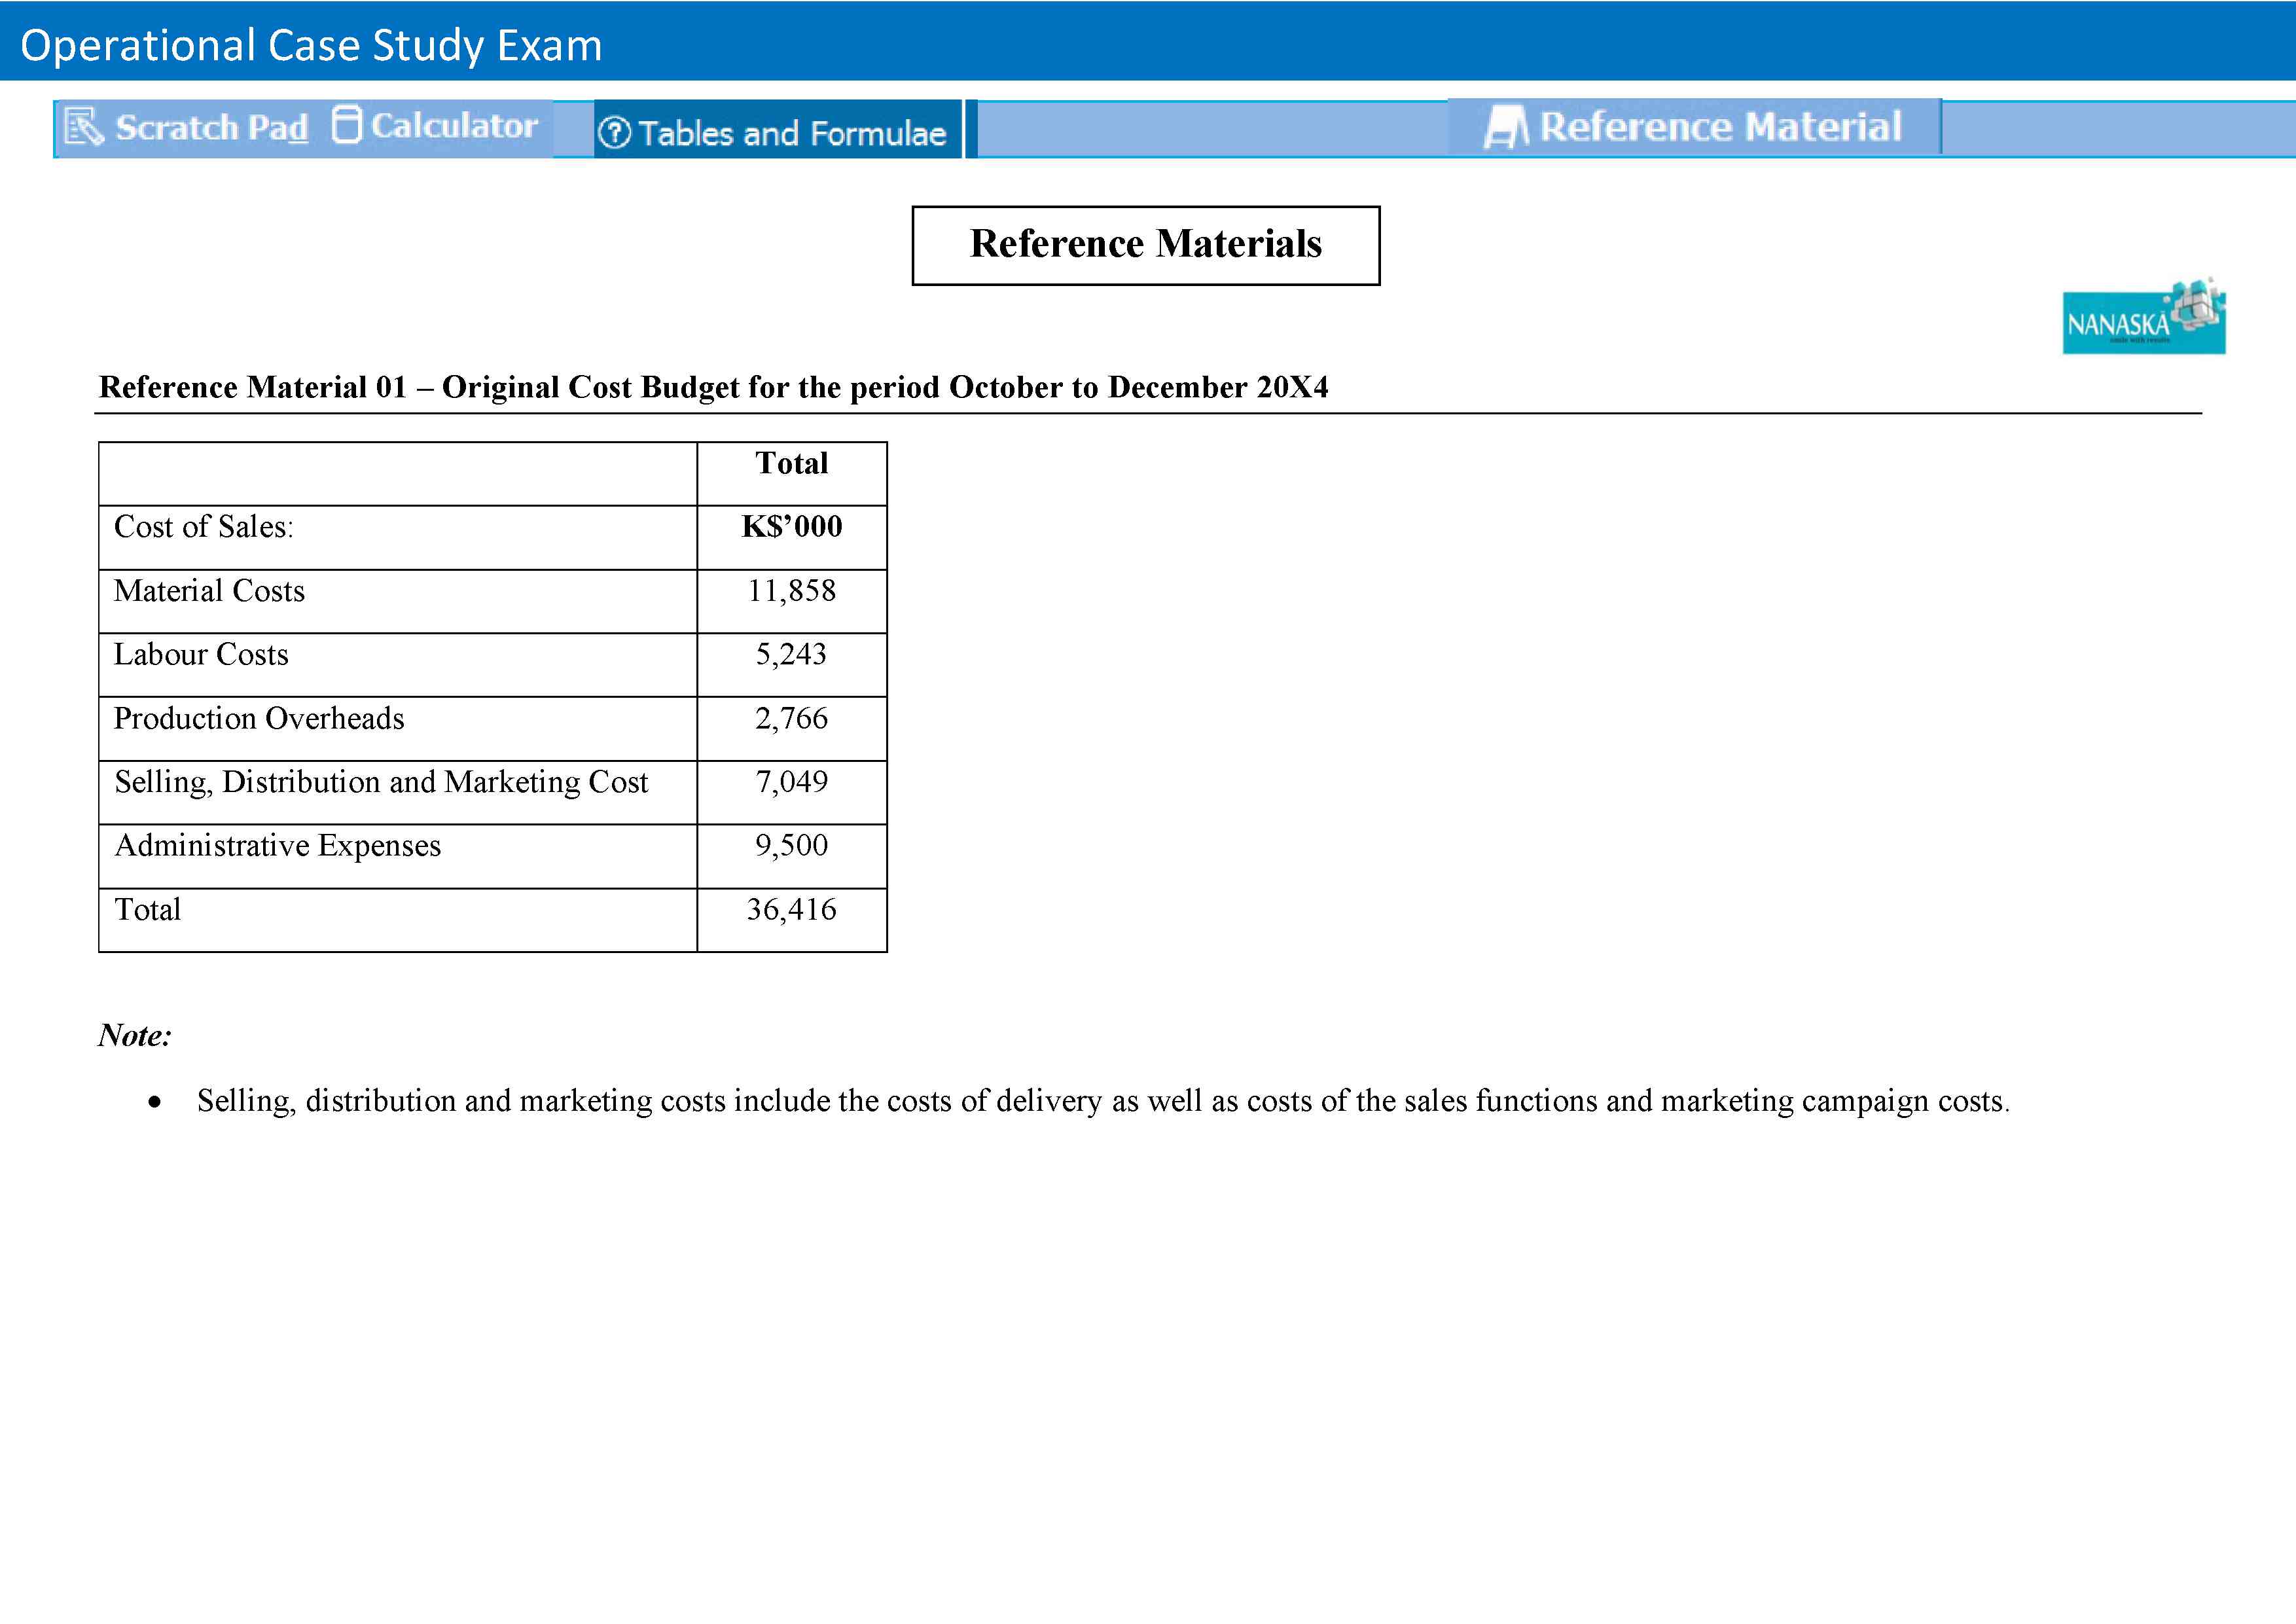 Operational Case Study Exam
Scratch Pad Calculator Tables and Formulae Reference Material
Reference Materials
NANASKA
Reference Material 01 – Original Cost Budget for the period October to December 20X4
Total
Cost of Sales: K$’000
Material Costs 11,858
Labour Costs 5,243
Production Overheads 2,766
Selling, Distribution and Marketing Cost 7,049
Administrative Expenses 9,500
Total 36,416
Note:
• Selling, distribution and marketing costs include the costs of delivery as well as costs of the sales functions and marketing campaign costs.